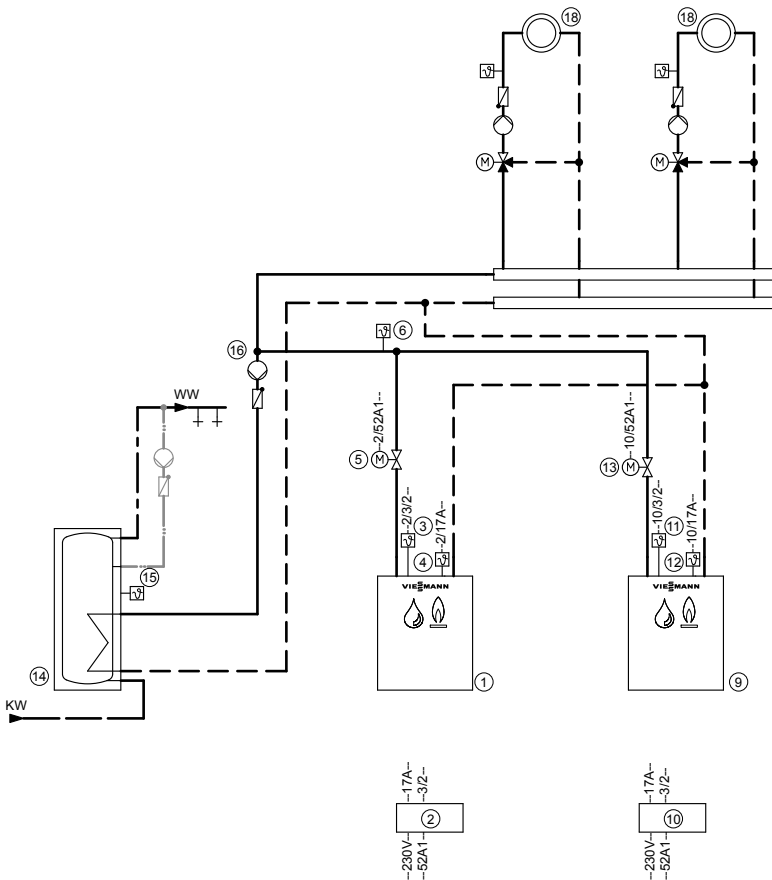 18
18
ϑ
ϑ
M
M
6
ϑ
16
WW
--2/52A1--
--10/52A1--
5
M
13
M
--2/3/2--
3
--2/17A--
--10/3/2--
11
--10/17A--
ϑ
4
ϑ
ϑ
12
ϑ
15
ϑ
VIESMANN
VIESMANN
14
1
9
KW
--17A--
--3/2--
--17A--
--3/2--
2
10
--230V--
--52A1--
--230V--
--52A1--